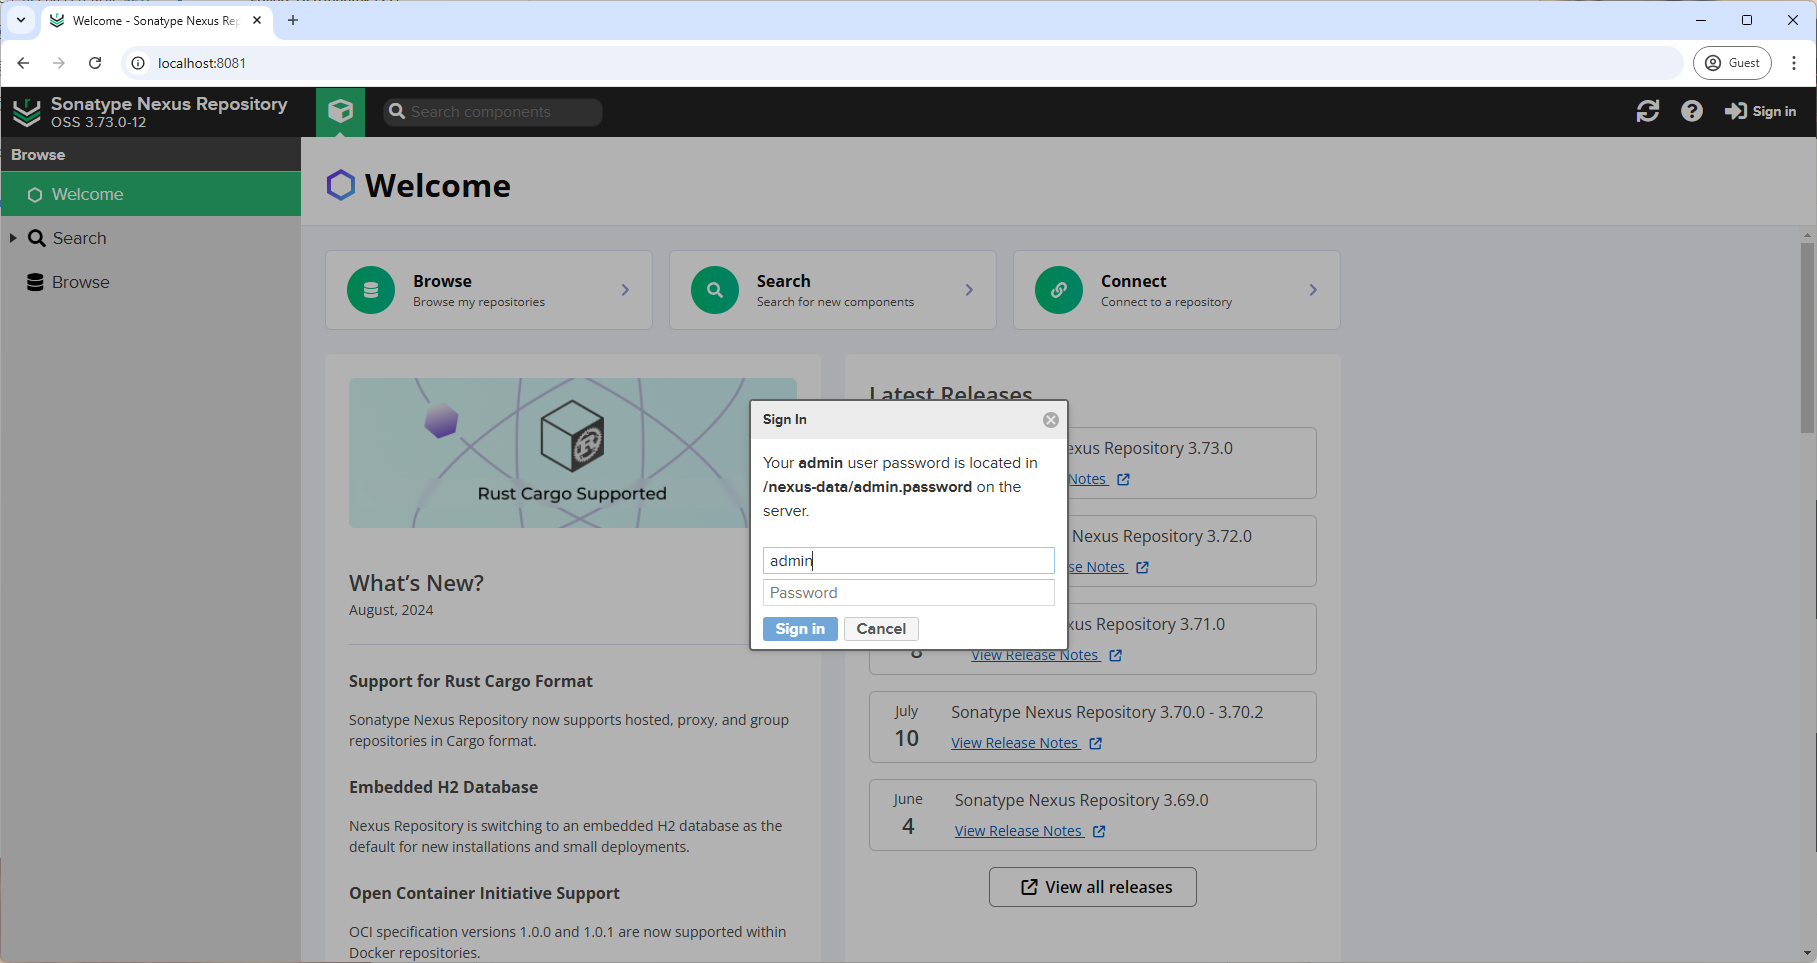 Welcome - Sonatype Nexus Rep
localhost:8081
Guest
Sonatype Nexus Repository
OSS 3.73.0-12
Search components
Sign in
Browse
Welcome
Search
Browse
Welcome
Browse
Browse my repositories
Search
Search for new components
Connect
Connect to a repository
Rust Cargo Supported
What's New?
August, 2024
Support for Rust Cargo Format
Sonatype Nexus Repository now supports hosted, proxy, and group
repositories in Cargo format.
Embedded H2 Database
Nexus Repository is switching to an embedded H2 database as the
default for new installations and small deployments.
Open Container Initiative Support
OCI specification versions 1.0.0 and 1.0.1 are now supported within
Docker repositories.
Latest Releases
exus Repository 3.73.0
Notes
Nexus Repository 3.72.0
se Notes
xus Repository 3.71.0
8
View Release Notes
July
10
Sonatype Nexus Repository 3.70.0 - 3.70.2
View Release Notes
June
4
Sonatype Nexus Repository 3.69.0
View Release Notes
View all releases
Sign In
Your admin user password is located in
/nexus-data/admin.password on the
server.
admin
Password
Sign in
Cancel